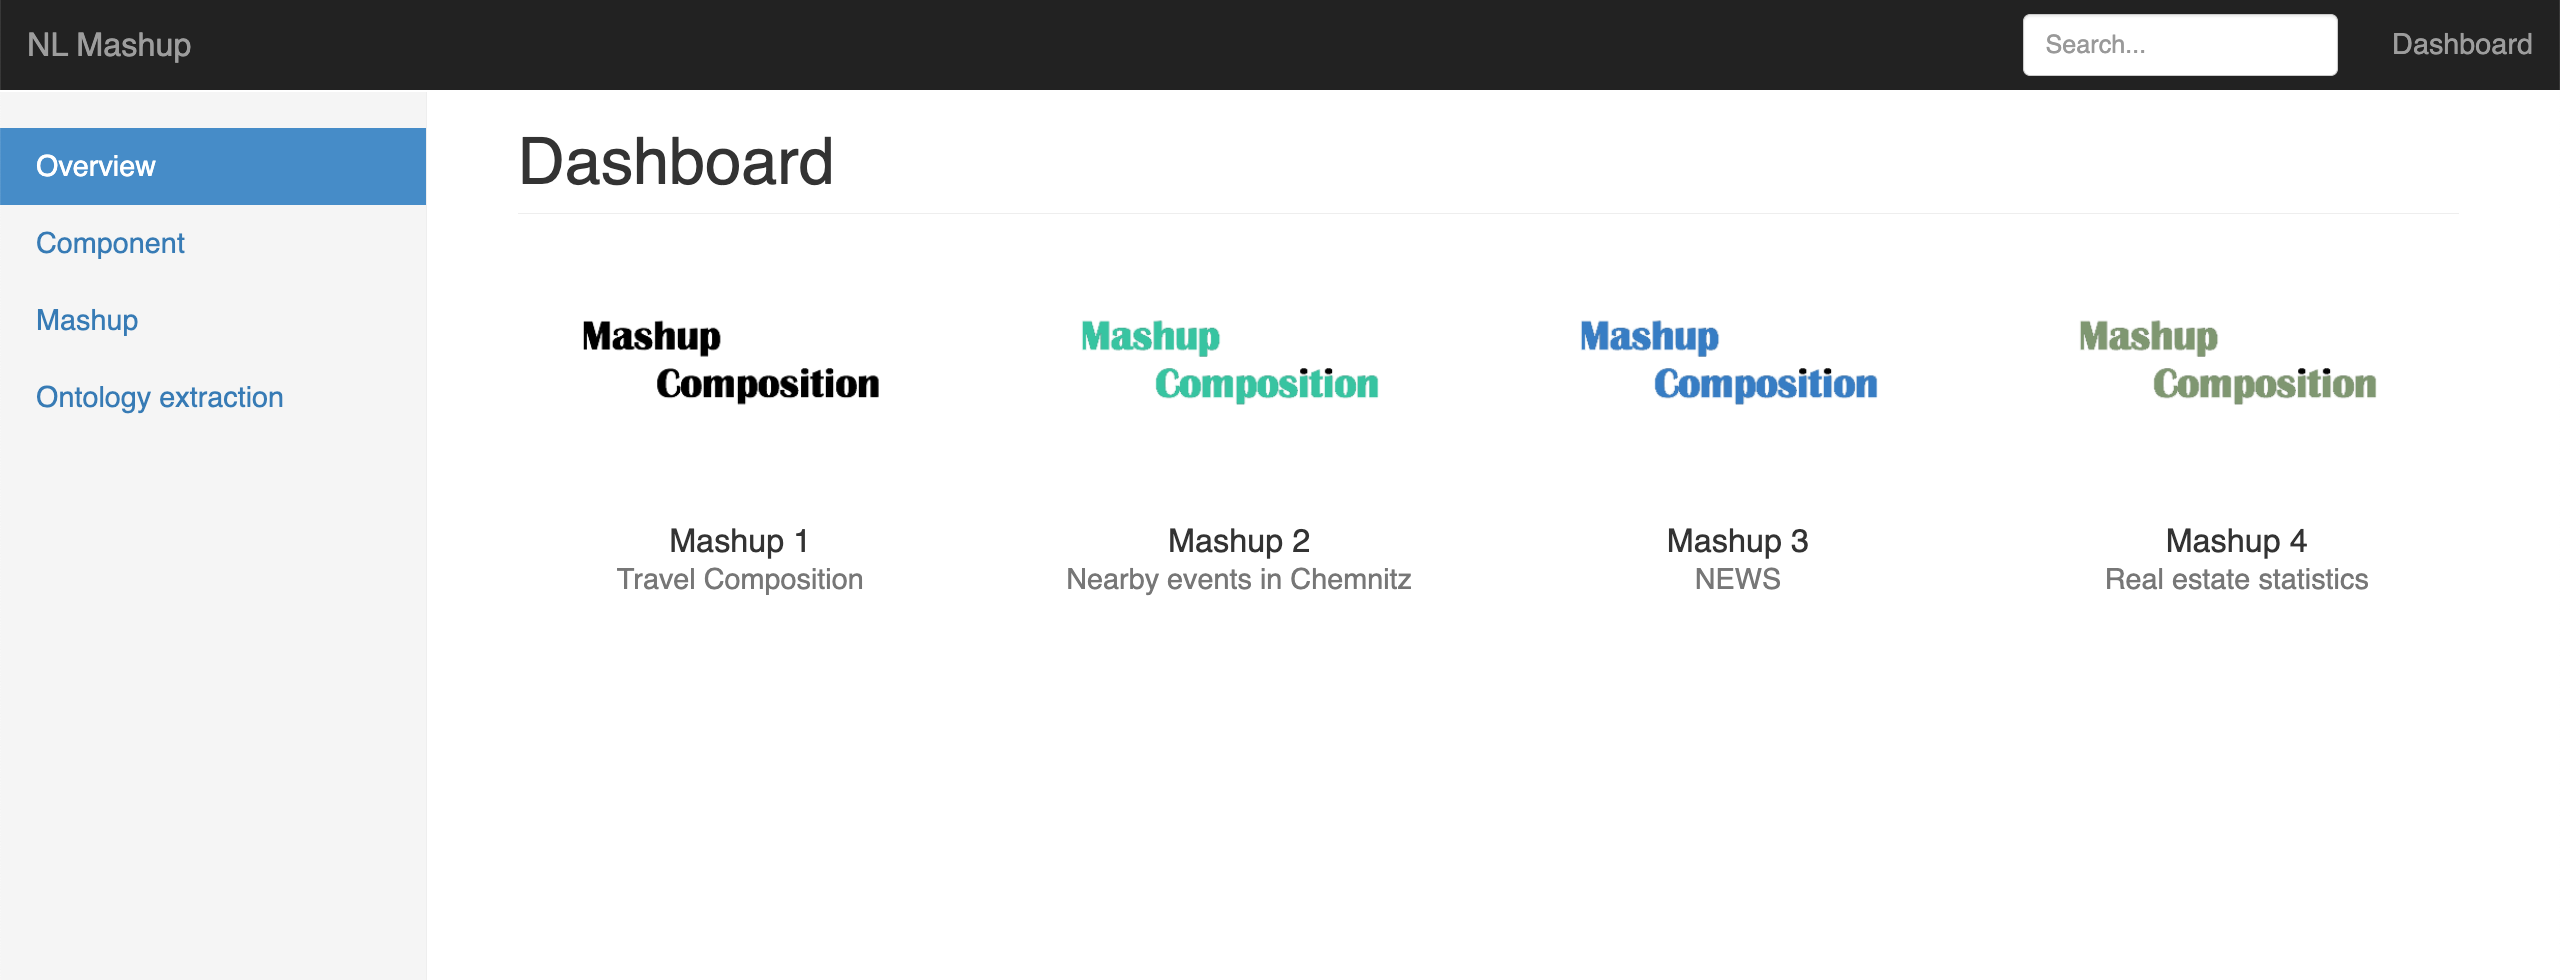 NL Mashup
Search...
Dashboard
Overview
Component
Mashup
Ontology extraction
Dashboard
Mashup
Composition
Mashup 1
Travel Composition
Mashup
Composition
Mashup 2
Nearby events in Chemnitz
Mashup
Composition
Mashup 3
NEWS
Mashup
Composition
Mashup 4
Real estate statistics